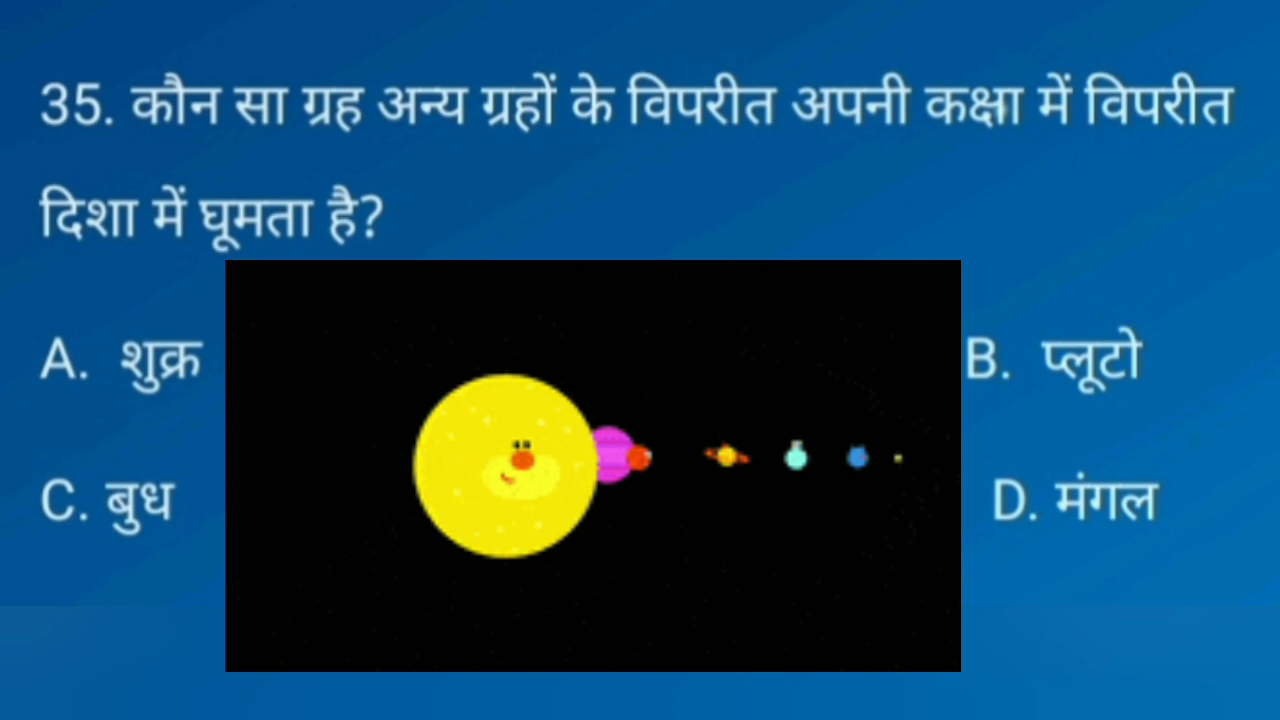 35. कौन सा ग्रह अन्य ग्रहों के विपरीत अपनी कक्षा में विपरीत
दिशा में घूमता है?
A. शुक्र B. प्लूटो
C. बुध D. मंगल